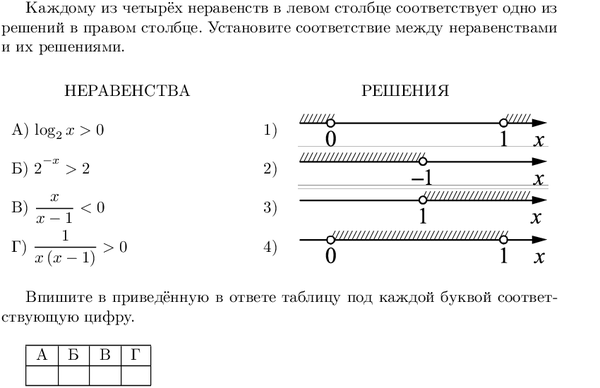 Каждому из четырёх неравенств в левом столбце соответствует одно из
решений в правом столбце. Установите соответствие между неравенствами
и их решениями.
НЕРАВЕНСТВА РЕШЕНИЯ
А) log₂ x > 0 1) 0 1 x
Б) 2⁻ˣ > 2 2) −1 x
В) x/(x − 1) < 0 3) 1 x
Г) 1/(x (x − 1)) > 0 4) 0 1 x
Впишите в приведённую в ответе таблицу под каждой буквой соответ-
ствующую цифру.
А Б В Г